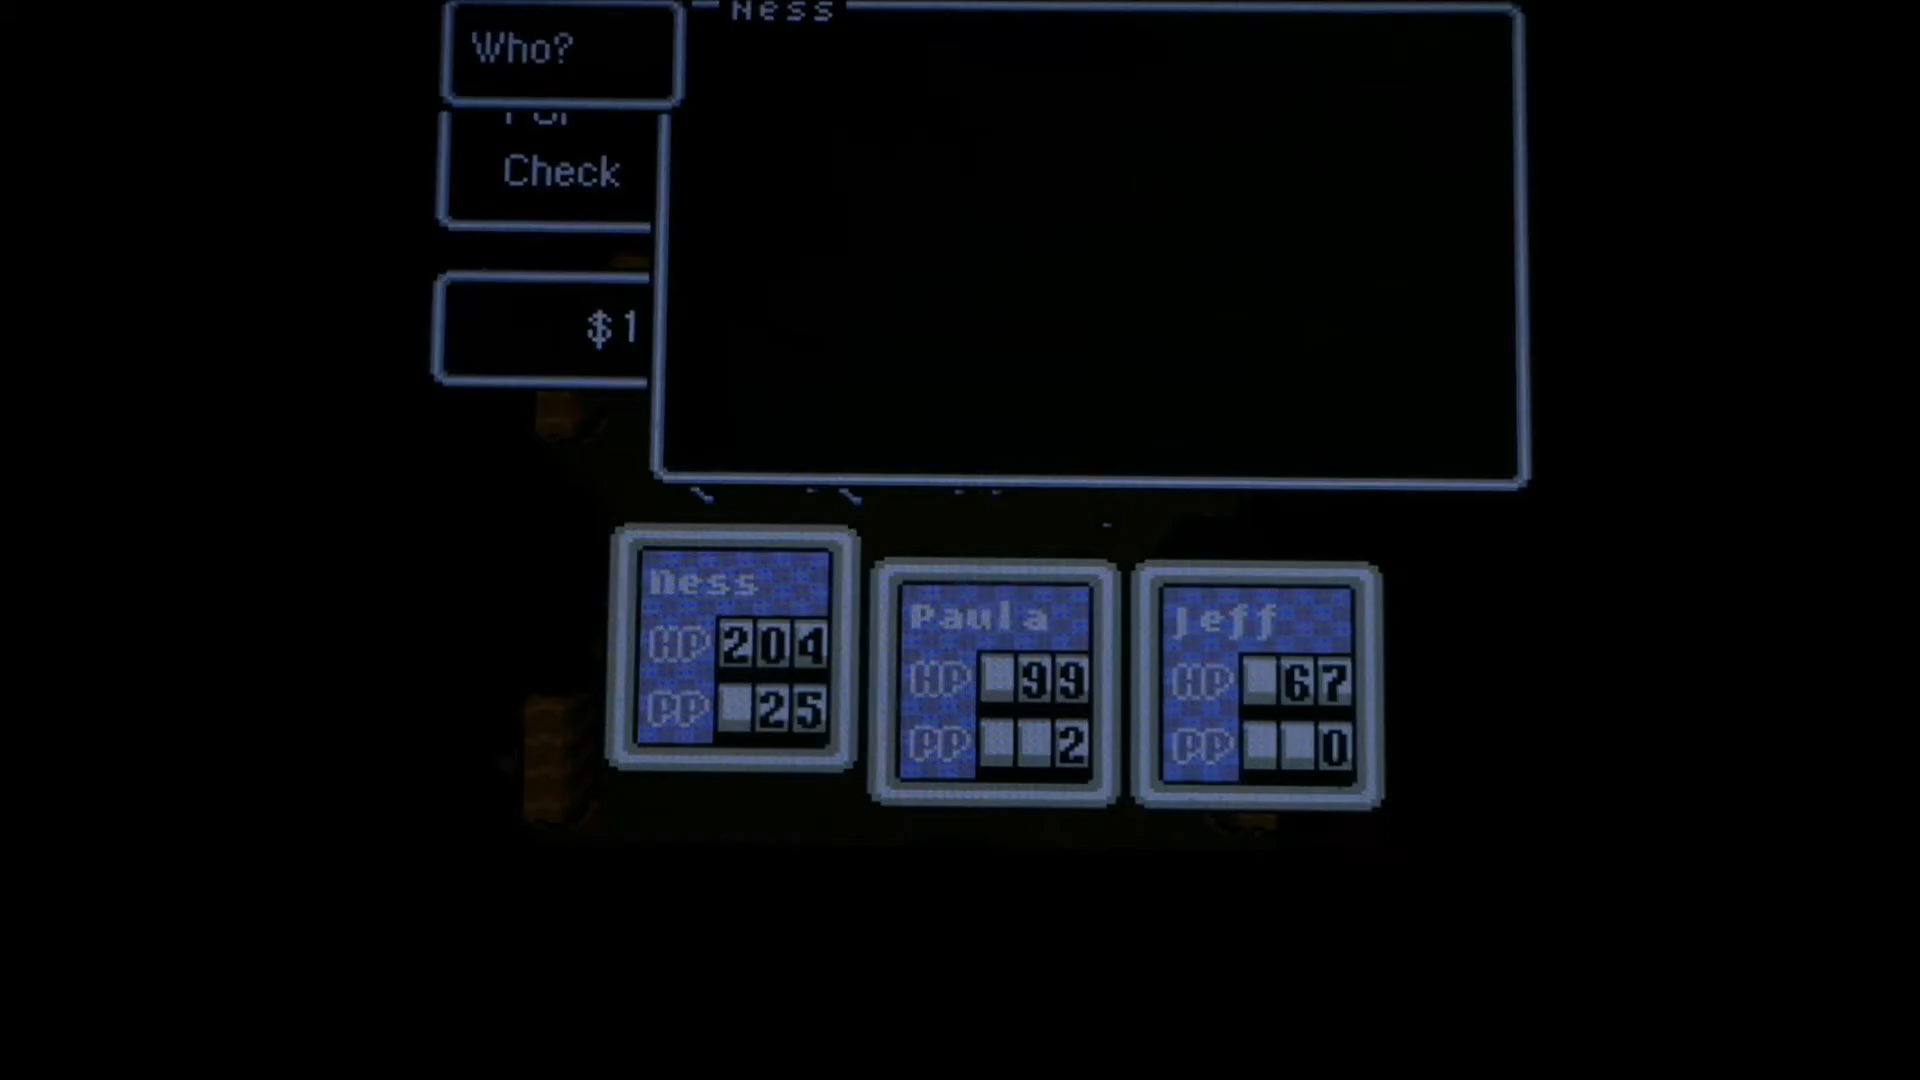 Ness
Who?
Check
$1
Ness
HP 204
PP 25
Paula
HP 99
PP 2
Jeff
HP 67
PP 0